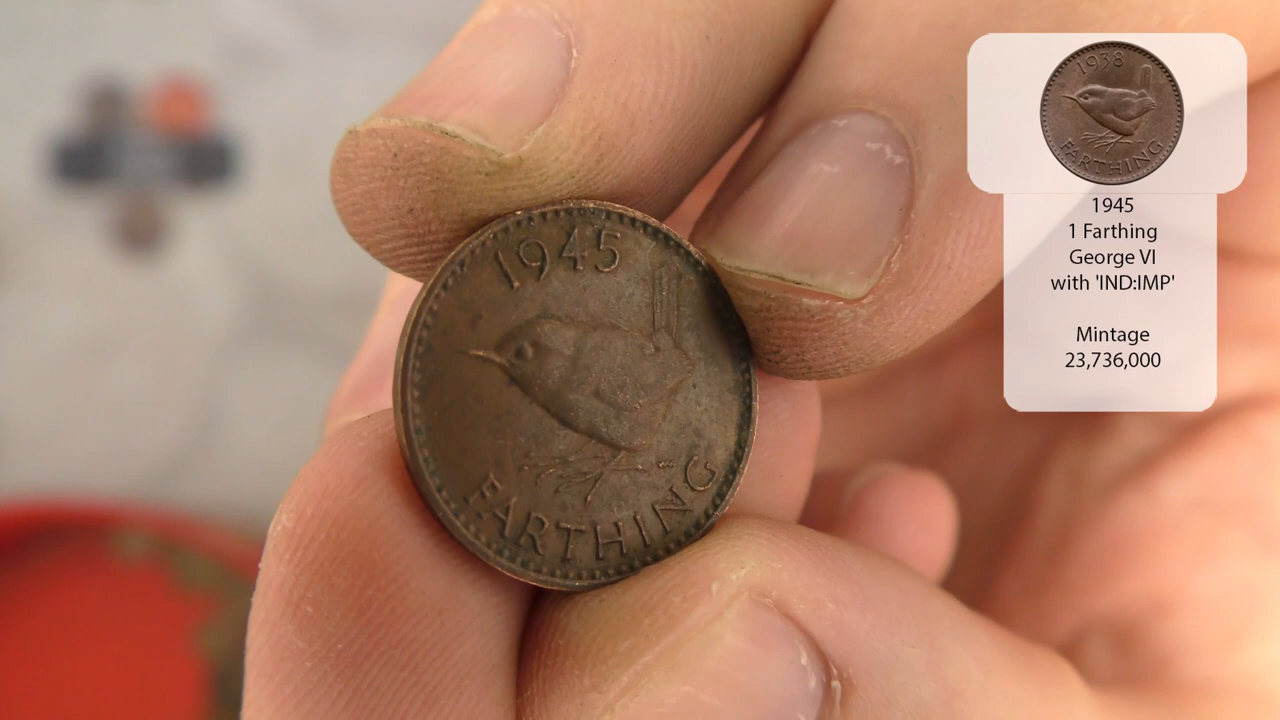 1945
FARTHING
1938
FARTHING
1945
1 Farthing
George VI
with 'IND:IMP'
Mintage
23,736,000